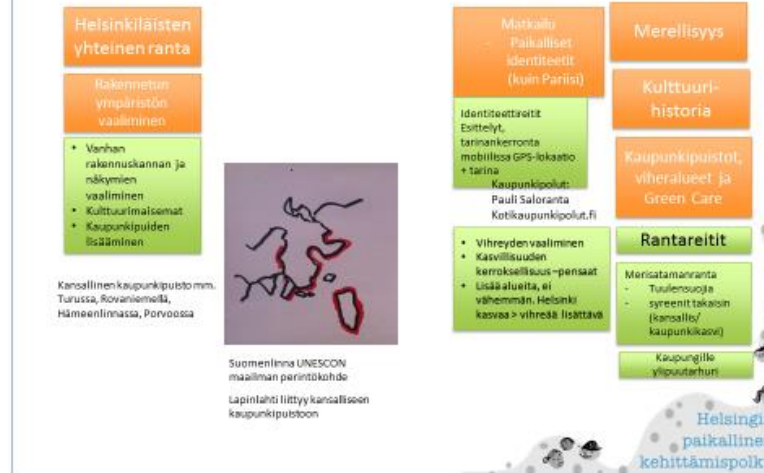 Helsinkiläisten
yhteinen ranta
Rakennetun
ympäristön
vaaliminen
• Vanhan
rakennuskannan ja
näkymien
vaaliminen
• Kulttuurimaisemat
• Kaupunkipuiden
lisääminen
Kansallinen kaupunkipuisto mm.
Turussa, Rovaniemellä,
Hämeenlinnassa, Porvoossa
Suomenlinna UNESCON
maailman perintökohde
Lapinlahti liittyy kansalliseen
kaupunkipuistoon
Matkailu
- Paikalliset
identiteetit
(kuin Pariisi)
Identiteettireitit
Esittelyt,
tarinankerronta
mobiilissa GPS-lokaatio
+ tarina
Kaupunkipolut:
Pauli Saloranta
Kotikaupunkipolut.fi
• Vihreyden vaaliminen
• Kasvillisuuden
kerroksellisuus–pensaat
• Lisää alueita, ei
vähemmän. Helsinki
kasvaa > vihreää lisättävä
Merellisyys
Kulttuuri-
historia
Kaupunkipuistot,
viheralueet ja
Green Care
Rantareitit
Merisatamanranta
- Tuulensuojia
- syreenit takaisin
(kansallis/
kaupunkikasvi)
Kaupungille
ylipuutarhuri
Helsingi
paikalline
kehittämispolk